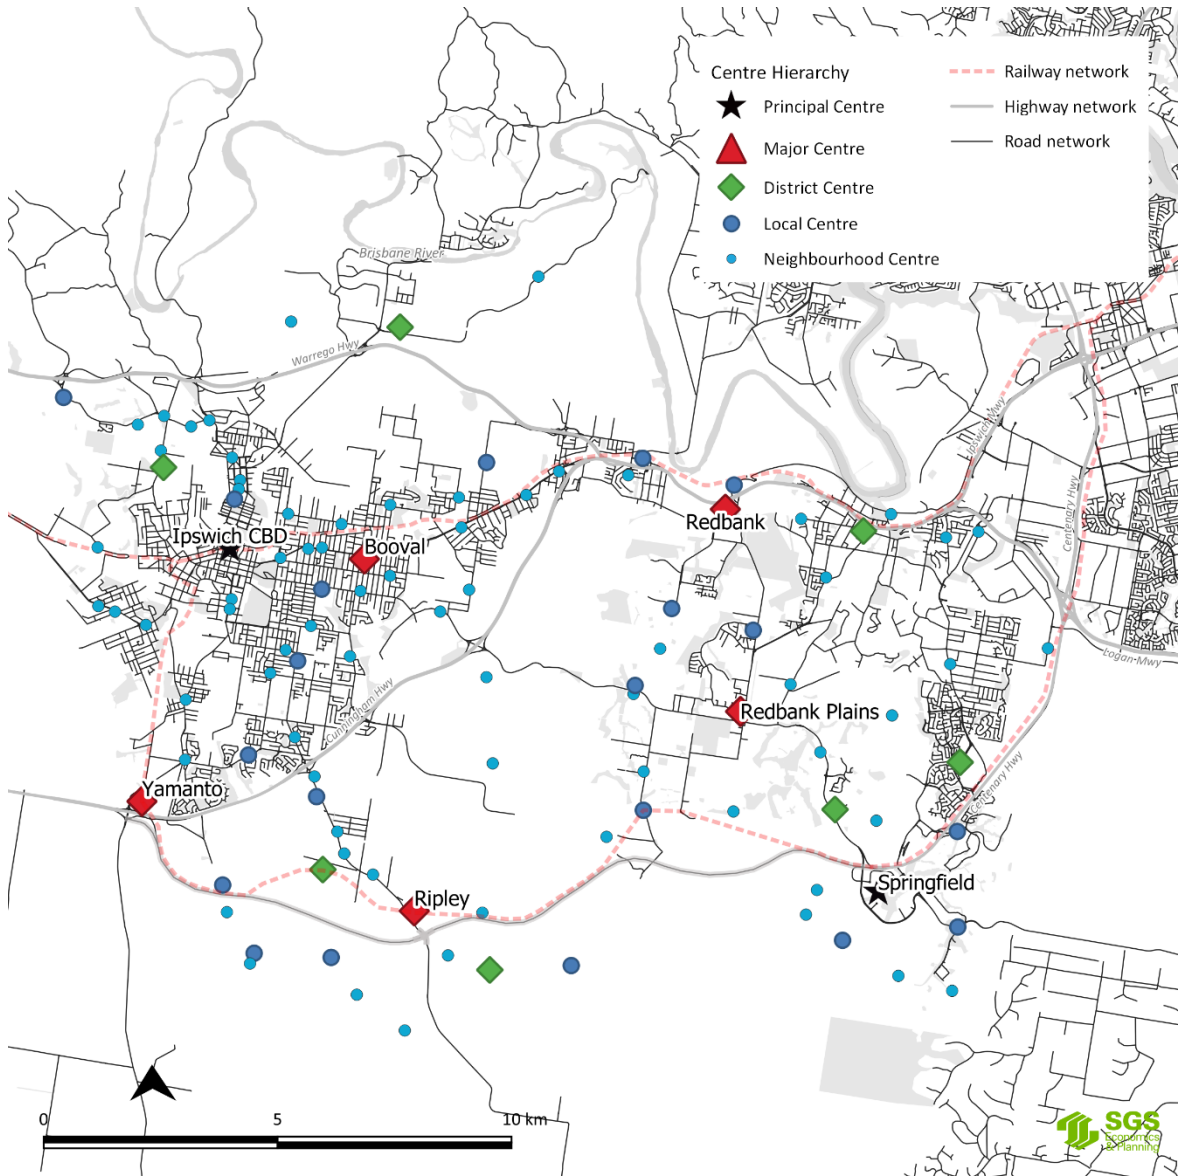 Centre Hierarchy
Principal Centre
Major Centre
District Centre
Local Centre
Neighbourhood Centre
Railway network
Highway network
Road network
Brisbane River
Warrego Hwy
Ipswich Mwy
Centenary Hwy
Ipswich CBD
Booval
Redbank
Logan Mwy
Cunningham Hwy
Redbank Plains
Yamanto
Centenary Hwy
Springfield
Ripley
0 5 10 km
SGS
Economics
& Planning